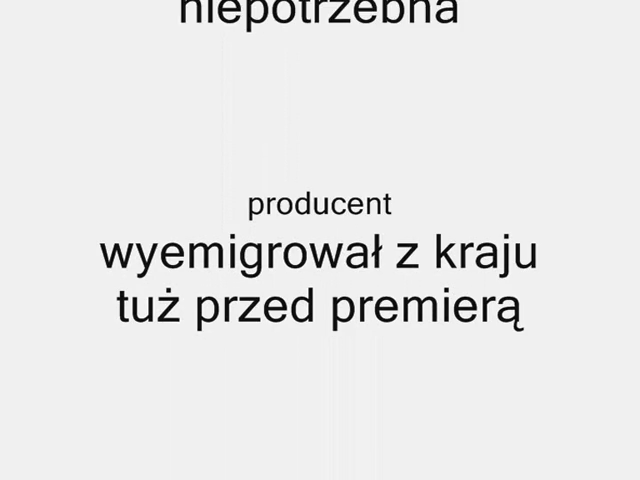 niepotrzebna
producent
wyemigrował z kraju
tuż przed premierą